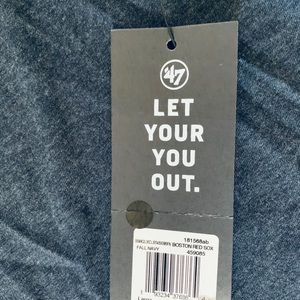 47
LET
YOUR
YOU
OUT.
181568ab
BOSTON RED SOX
FALL NAVY 459085